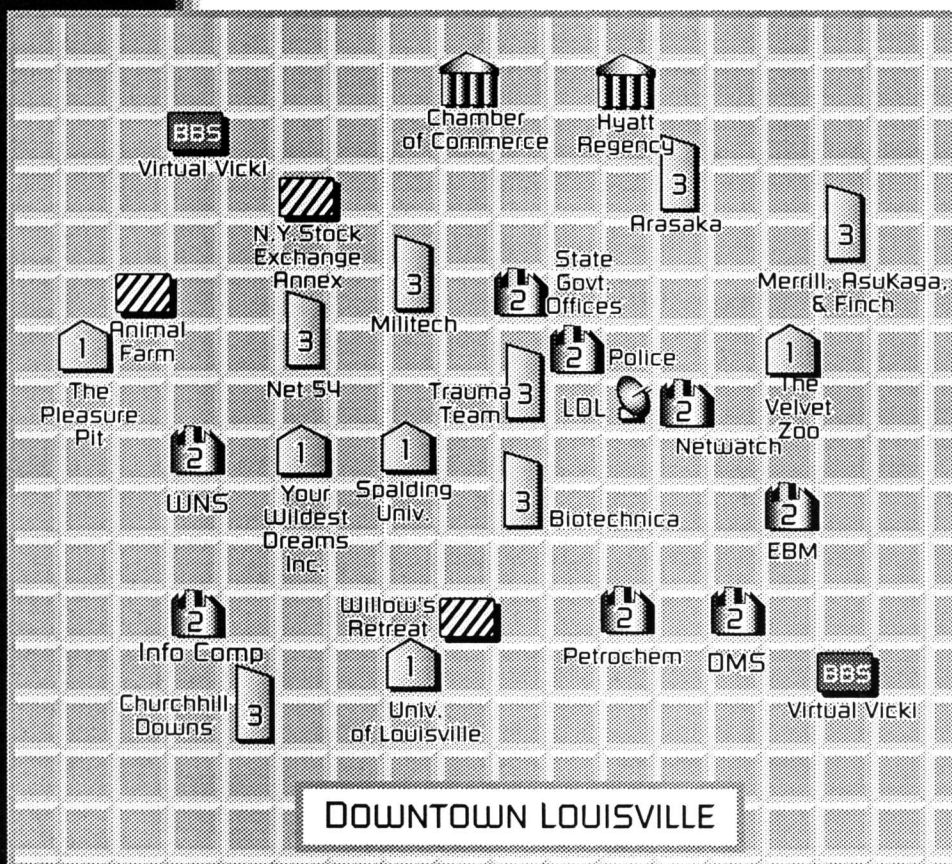 Chamber
of Commerce
Hyatt
Regency
BBS
Virtual Vicki
3
Arasaka
N.Y. Stock
Exchange
Annex
3
Merrill, AsuKaga,
& Finch
3
Militech
2
State
Govt.
Offices
Animal
Farm
1
The
Pleasure
Pit
3
Net 54
2
Police
1
The
Velvet
Zoo
Trauma
Team
3
LDL
2
Netwatch
2
WNS
1
Your
Wildest
Dreams
Inc.
1
Spalding
Univ.
3
Biotechnica
2
EBM
2
Info Comp
Willow's
Retreat
2
Petrochem
2
DMS
1
Univ.
of Louisville
Churchhill
Downs
3
BBS
Virtual Vicki
DOWNTOWN LOUISVILLE